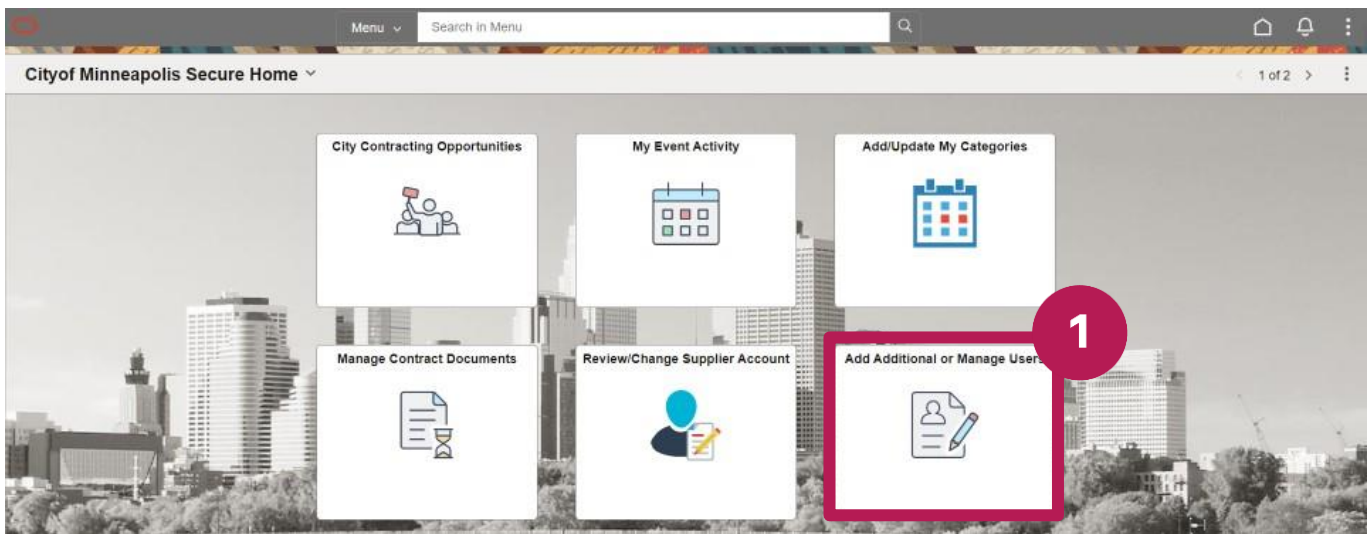 Menu
Search in Menu
Cityof Minneapolis Secure Home
1 of 2
City Contracting Opportunities
My Event Activity
Add/Update My Categories
1
Manage Contract Documents
Review/Change Supplier Account
Add Additional or Manage Users